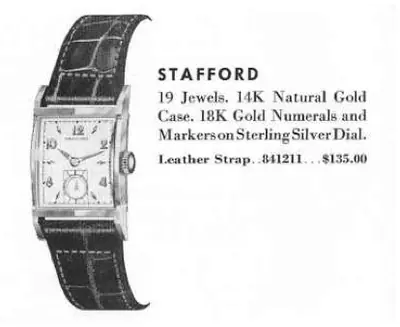 STAFFORD
19 Jewels. 14K Natural Gold
Case. 18K Gold Numerals and
Markers on Sterling Silver Dial.
Leather Strap..841211...$135.00